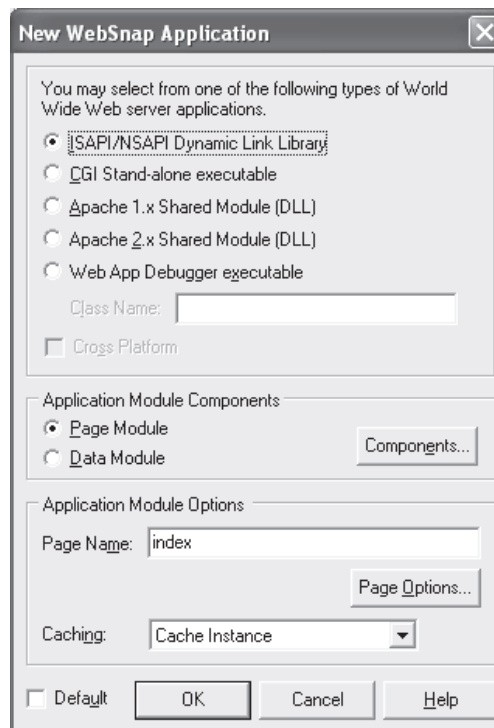 New WebSnap Application
You may select from one of the following types of World
Wide Web server applications.
ISAPI/NSAPI Dynamic Link Library
CGI Stand-alone executable
Apache 1.x Shared Module (DLL)
Apache 2.x Shared Module (DLL)
Web App Debugger executable
Class Name:
Cross Platform
Application Module Components
Page Module
Data Module
Components...
Application Module Options
Page Name: index
Page Options...
Caching: Cache Instance
Default OK Cancel Help